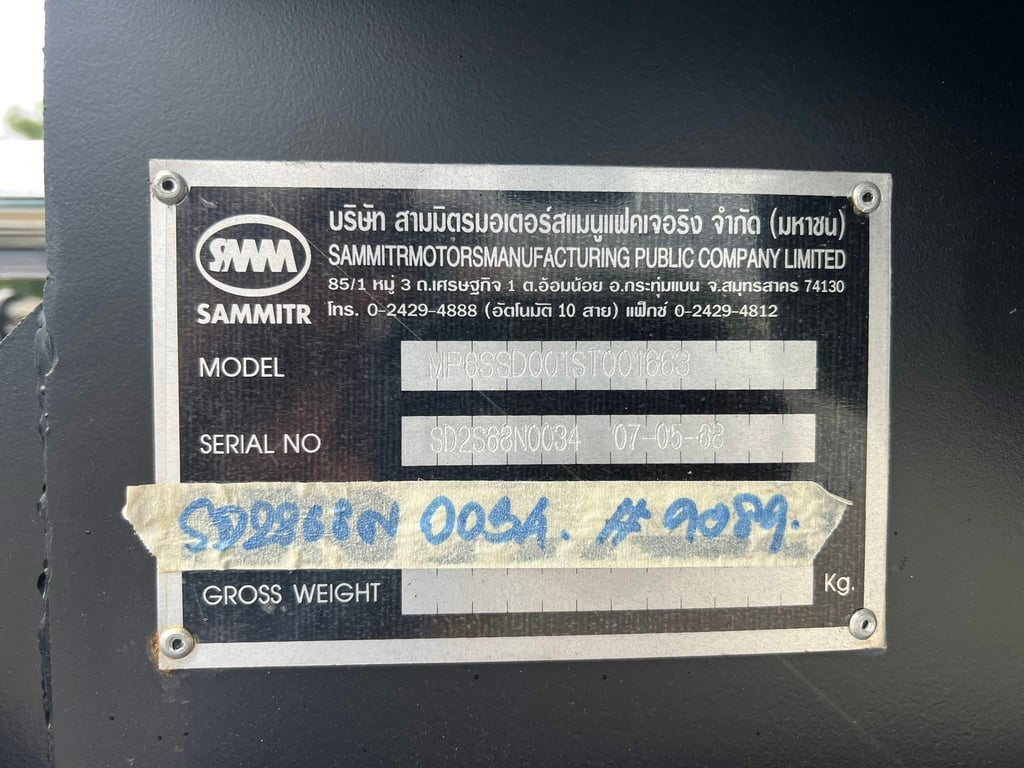 SAMM
SAMMITR
บริษัท สามมิตรมอเตอร์สแมนูแฟคเจอริง จำกัด (มหาชน)
SAMMITRMOTORSMANUFACTURING PUBLIC COMPANY LIMITED
85/1 หมู่ 3 ถ.เศรษฐกิจ 1 ต.อ้อมน้อย อ.กระทุ่มแบน จ.สมุทรสาคร 74130
โทร. 0-2429-4888 (อัตโนมัติ 10 สาย) แฟ็กซ์ 0-2429-4812
MODEL MP6SSD001ST001663
SERIAL NO SD2S68N0034 07-05-68
SD2S68N 0034. # 9089.
GROSS WEIGHT Kg.